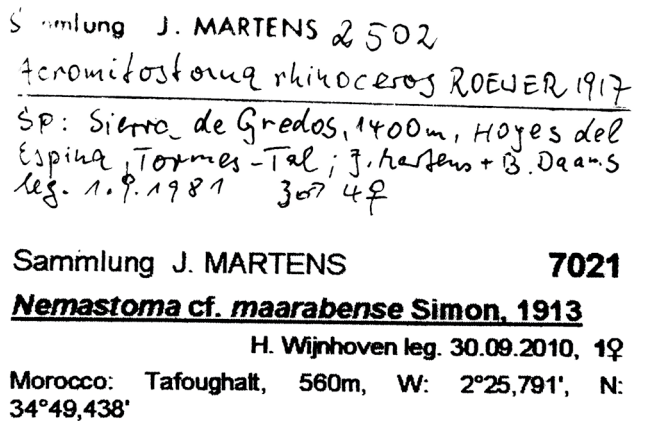 Sammlung J. MARTENS 2502
Acromitostoma rhinoceros ROEWER 1917
SP: Sierra de Gredos, 1400m, Hoyos del
Espina, Tormes-Tal; J. Martens + B. Daams
leg. 1.9.1981 3♂ 4♀
Sammlung J. MARTENS 7021
Nemastoma cf. maarabense Simon, 1913
H. Wijnhoven leg. 30.09.2010, 1♀
Morocco: Tafoughalt, 560m, W: 2°25,791', N:
34°49,438'